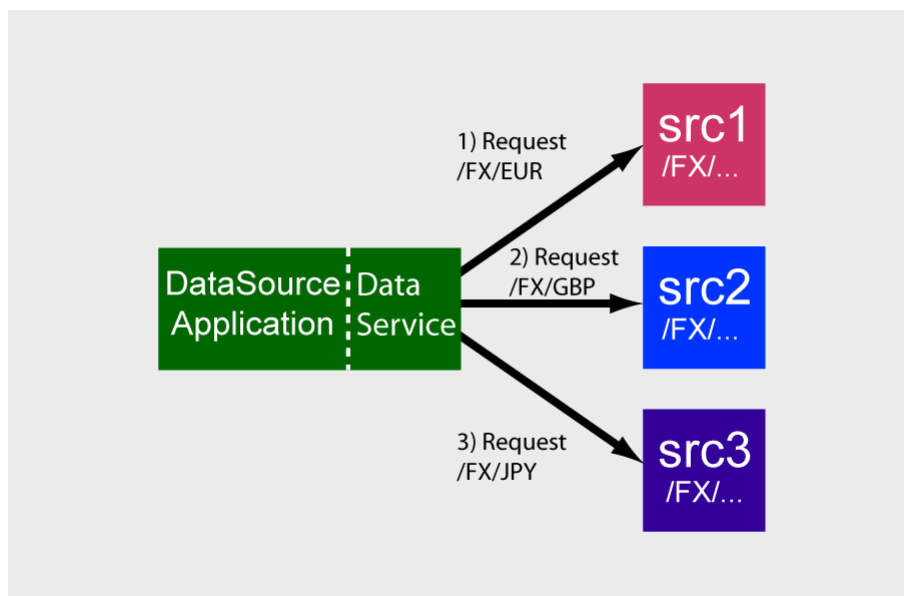 DataSource
Application
Data
Service
1) Request
/FX/EUR
2) Request
/FX/GBP
3) Request
/FX/JPY
src1
/FX/...
src2
/FX/...
src3
/FX/...